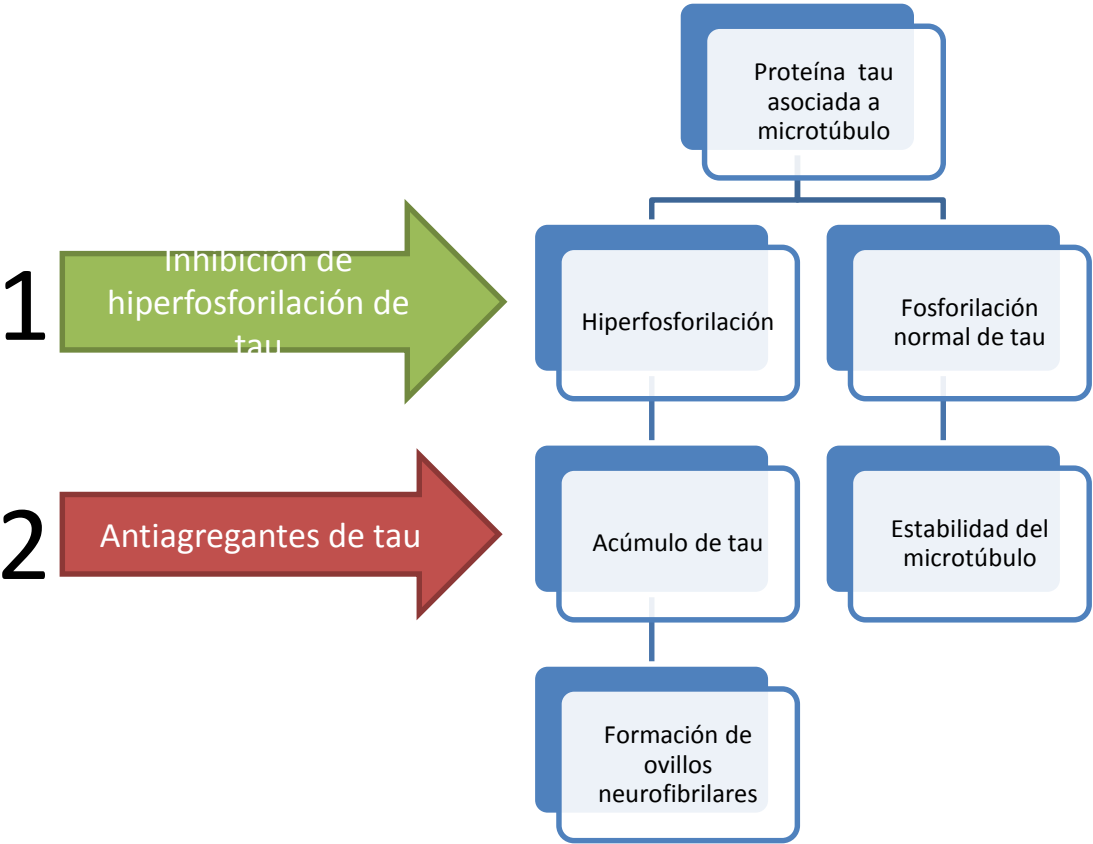 Proteína tau
asociada a
microtúbulo
1
Inhibición de
hiperfosforilación de
tau
Hiperfosforilación
Fosforilación
normal de tau
2
Antiagregantes de tau
Acúmulo de tau
Estabilidad del
microtúbulo
Formación de
ovillos
neurofibrilares